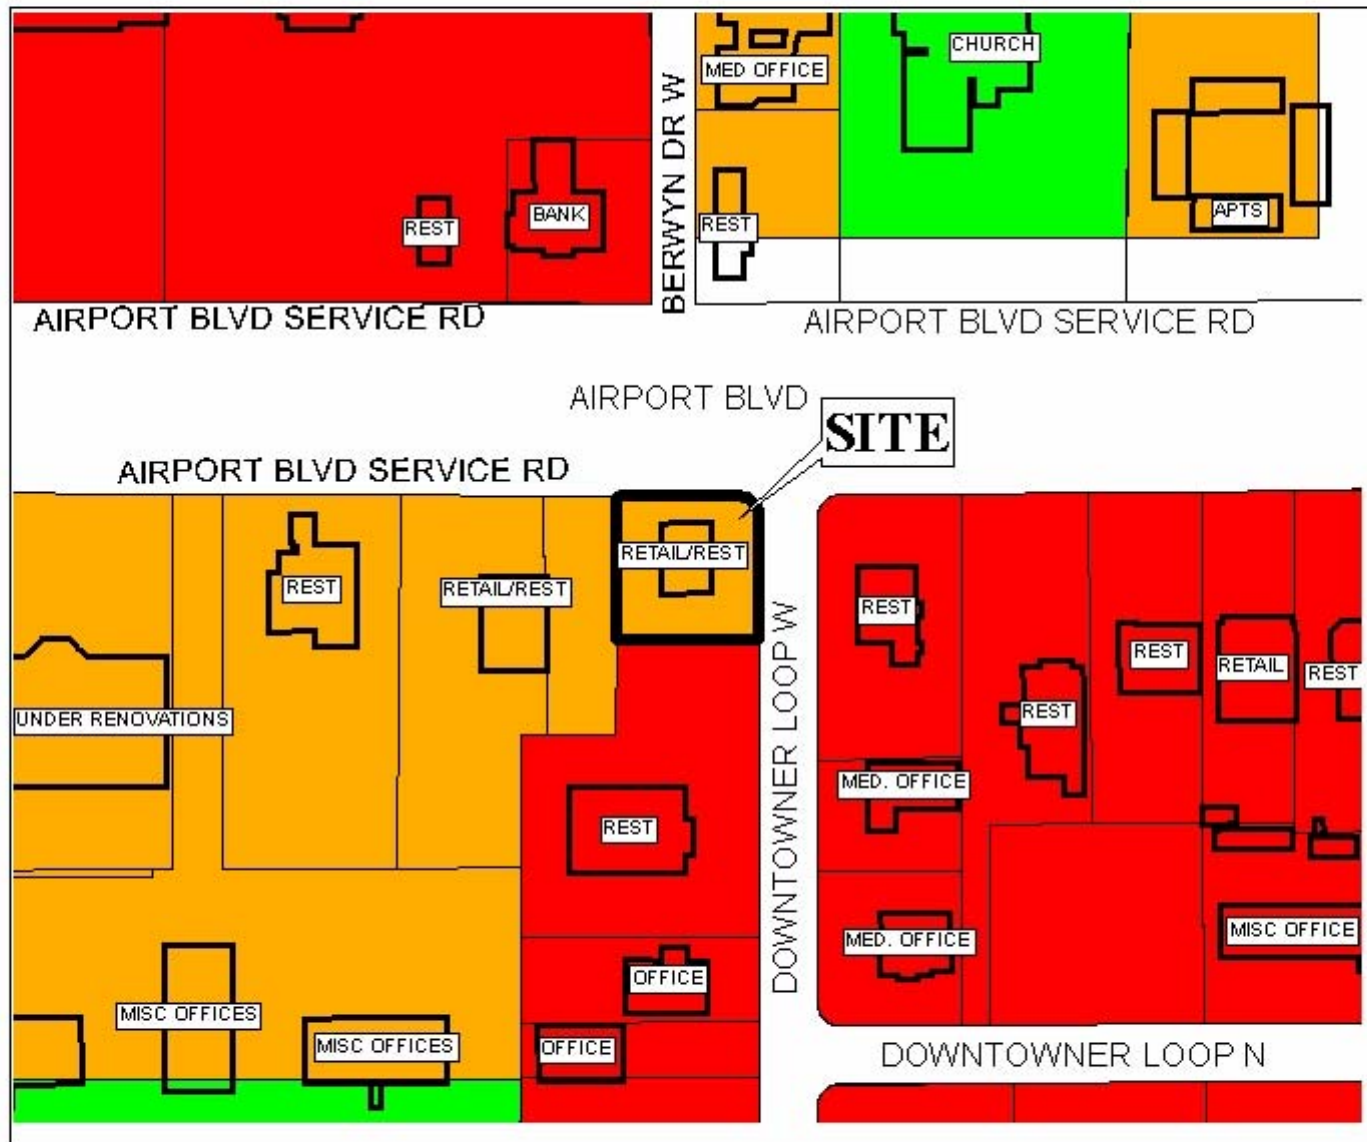 CHURCH
MED OFFICE
BERWYN DR W
REST
BANK
REST
APTS
AIRPORT BLVD SERVICE RD
AIRPORT BLVD SERVICE RD
AIRPORT BLVD
SITE
AIRPORT BLVD SERVICE RD
RETAIL/REST
REST
RETAIL/REST
REST
REST
RETAIL
REST
REST
UNDER RENOVATIONS
DOWNTOWNER LOOP W
MED. OFFICE
REST
MED. OFFICE
MISC OFFICE
OFFICE
MISC OFFICES
MISC OFFICES
OFFICE
DOWNTOWNER LOOP N